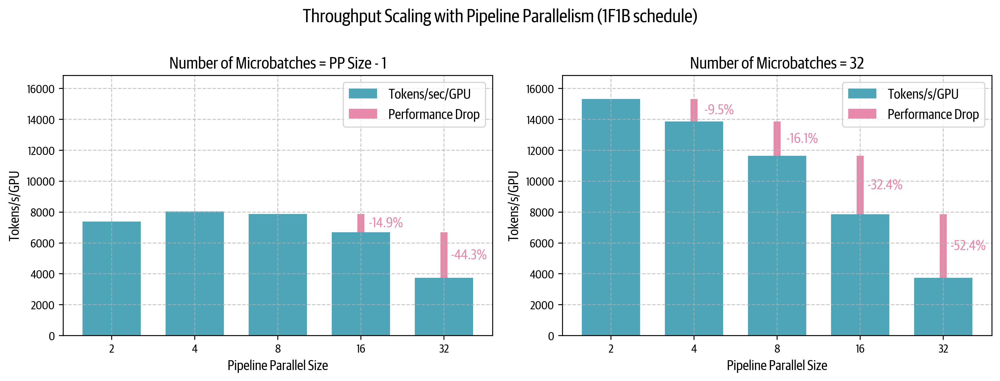 Throughput Scaling with Pipeline Parallelism (1F1B schedule)
Number of Microbatches = PP Size - 1
Tokens/s/GPU
16000
14000
12000
10000
8000
6000
4000
2000
0
Tokens/sec/GPU
Performance Drop
-14.9%
-44.3%
2 4 8 16 32
Pipeline Parallel Size
Number of Microbatches = 32
Tokens/s/GPU
16000
14000
12000
10000
8000
6000
4000
2000
0
Tokens/s/GPU
Performance Drop
-9.5%
-16.1%
-32.4%
-52.4%
2 4 8 16 32
Pipeline Parallel Size